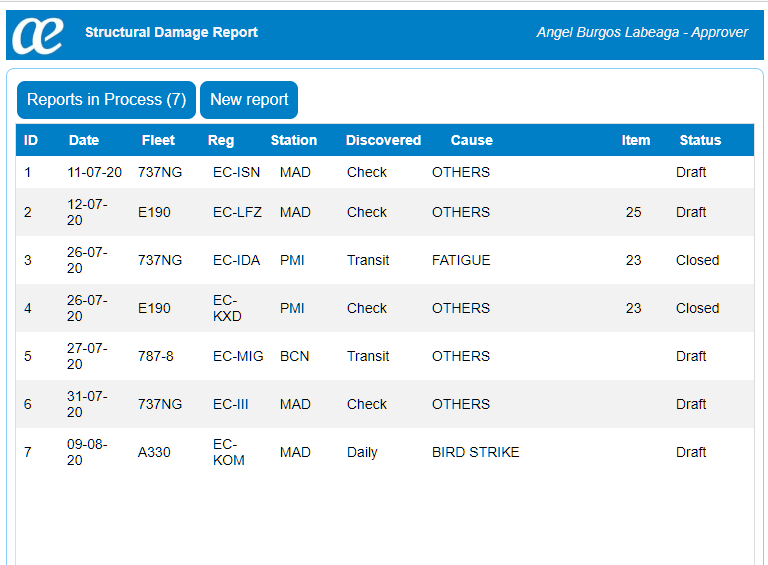 æ Structural Damage Report Angel Burgos Labeaga - Approver
Reports in Process (7) New report
ID Date Fleet Reg Station Discovered Cause Item Status
1 11-07-20 737NG EC-ISN MAD Check OTHERS Draft
2 12-07-20 E190 EC-LFZ MAD Check OTHERS 25 Draft
3 26-07-20 737NG EC-IDA PMI Transit FATIGUE 23 Closed
4 26-07-20 E190 EC-KXD PMI Check OTHERS 23 Closed
5 27-07-20 787-8 EC-MIG BCN Transit OTHERS Draft
6 31-07-20 737NG EC-III MAD Check OTHERS Draft
7 09-08-20 A330 EC-KOM MAD Daily BIRD STRIKE Draft